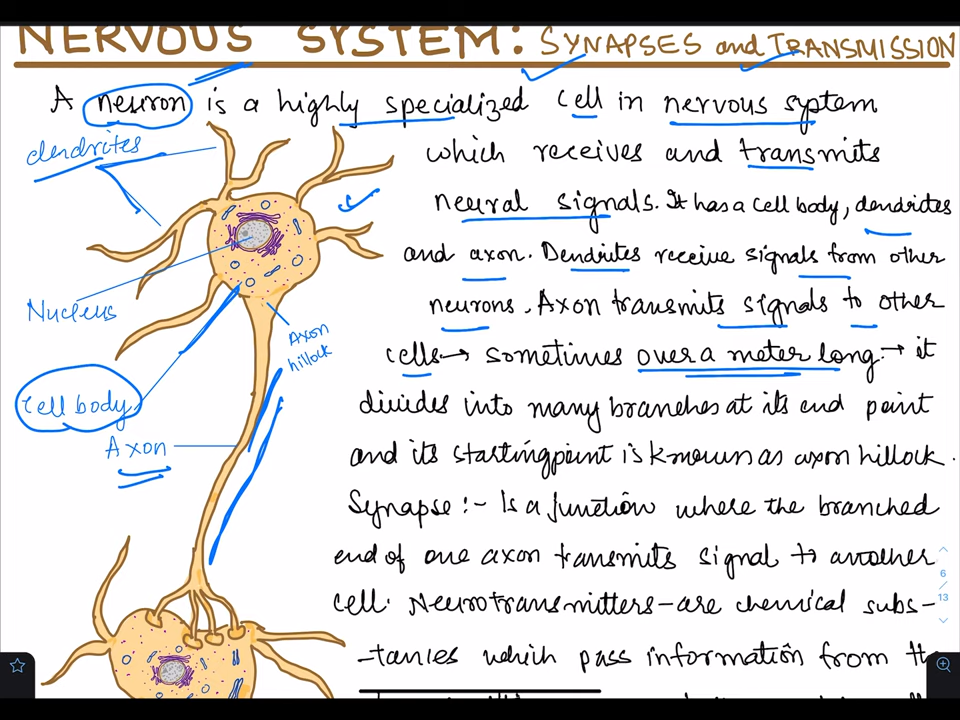 NERVOUS SYSTEM: SYNAPSES and TRANSMISSION
A neuron is a highly specialized cell in nervous system
dendrites
which receives and transmits
neural signals. It has a cell body, dendrites
and axon. Dendrites receive signals from other
Nucleus
neurons. Axon transmits signals to other
Axon
hillock
cells → sometimes over a meter long. → it
Cell body
divides into many branches at its end point
Axon
and its starting point is known as axon hillock.
Synapse :- Is a junction where the branched
end of one axon transmits signal to another
6
/
13
cell. Neurotransmitters - are chemical subs-
-tances which pass information from the